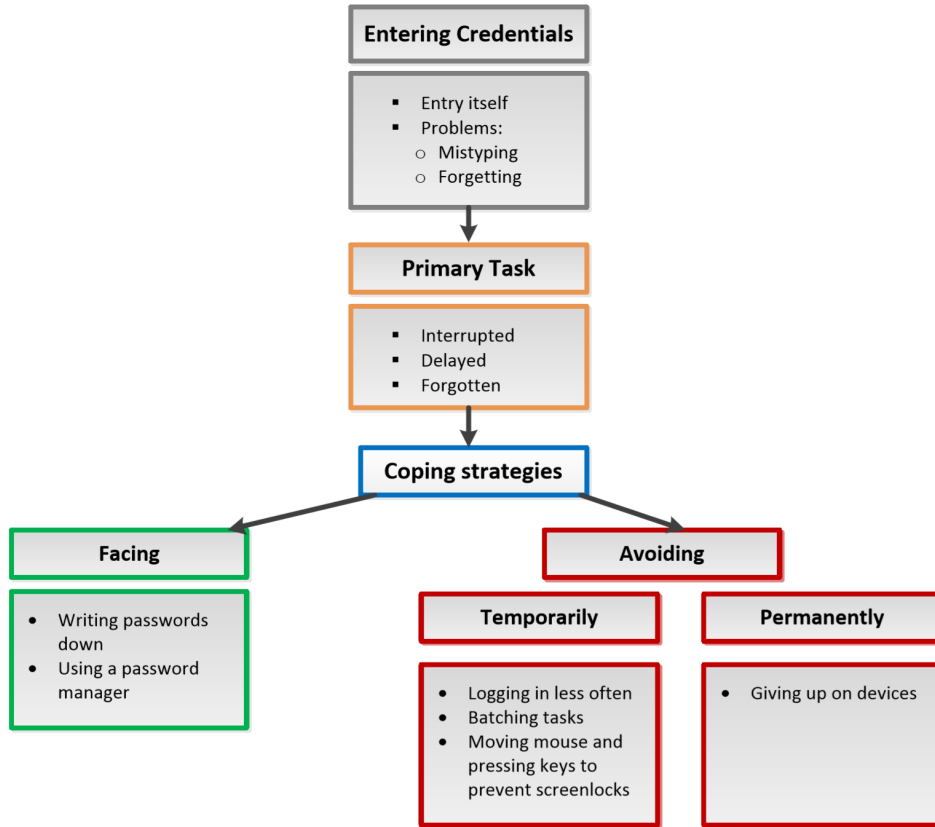 Entering Credentials
▪ Entry itself
▪ Problems:
o Mistyping
o Forgetting
Primary Task
▪ Interrupted
▪ Delayed
▪ Forgotten
Coping strategies
Facing
• Writing passwords
down
• Using a password
manager
Avoiding
Temporarily
• Logging in less often
• Batching tasks
• Moving mouse and
pressing keys to
prevent screenlocks
Permanently
• Giving up on devices